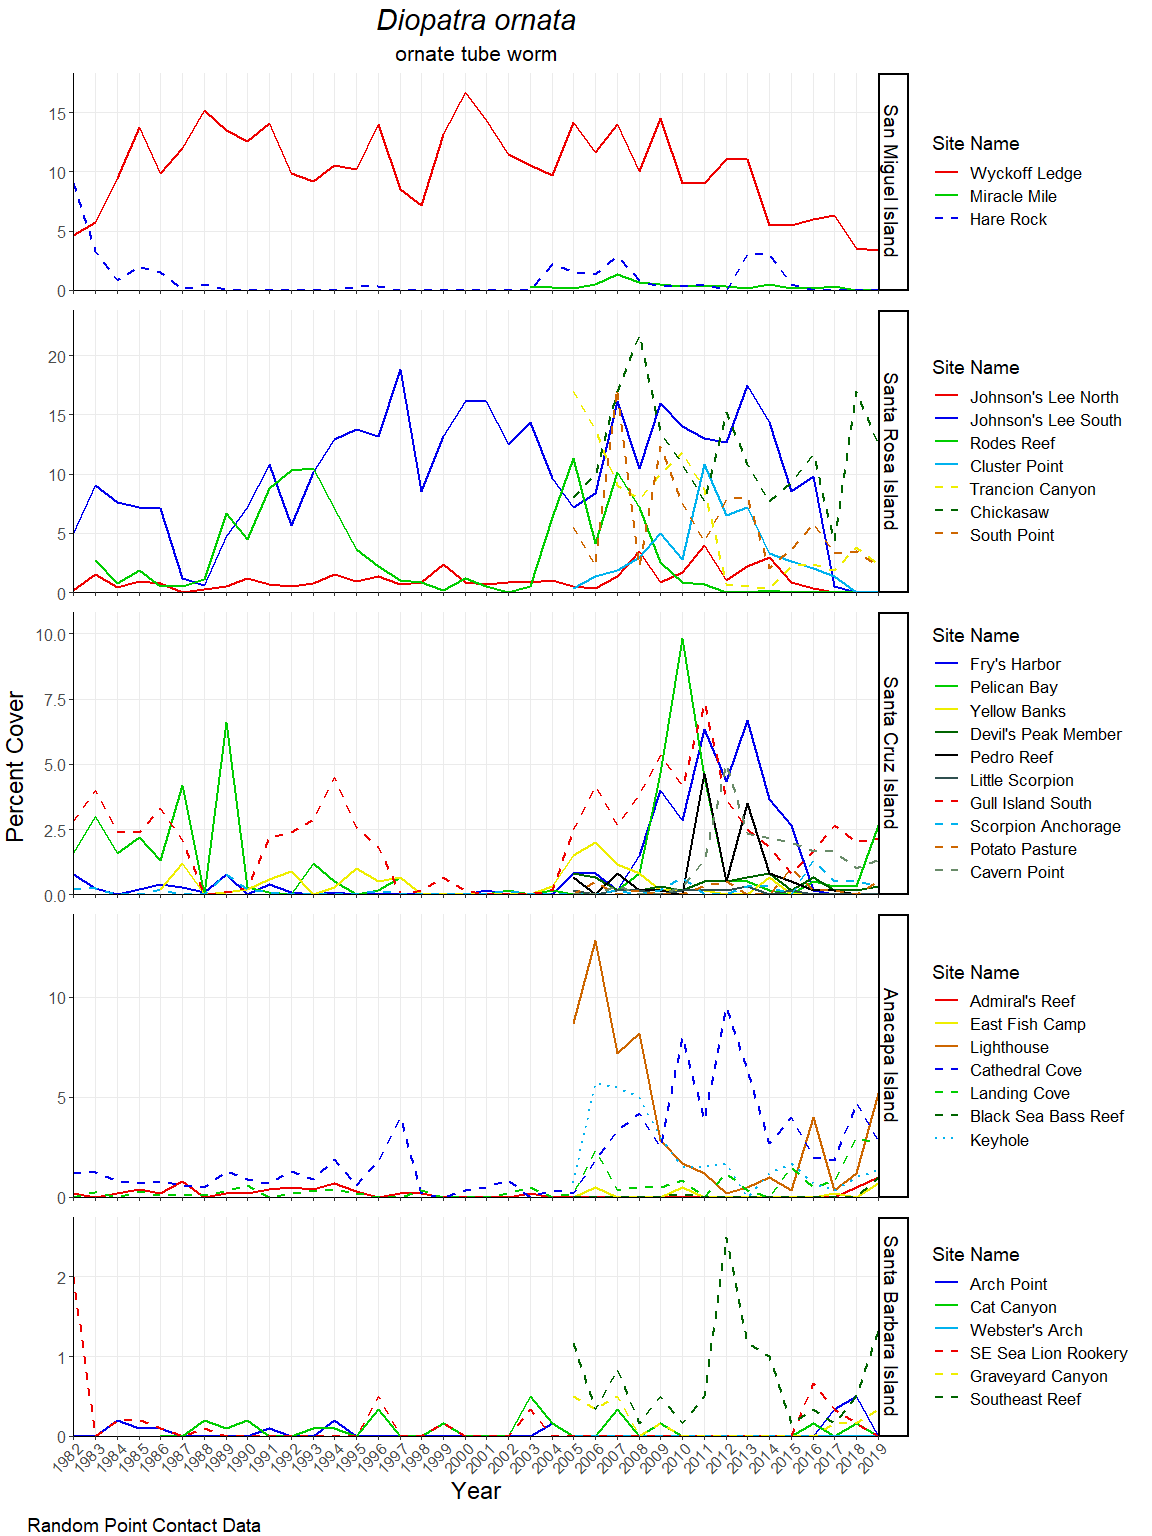 Diopatra ornata
ornate tube worm
Percent Cover
15
10
5
0
San Miguel Island
Site Name
Wyckoff Ledge
Miracle Mile
Hare Rock
20
15
10
5
0
Santa Rosa Island
Site Name
Johnson's Lee North
Johnson's Lee South
Rodes Reef
Cluster Point
Trancion Canyon
Chickasaw
South Point
10.0
7.5
5.0
2.5
0.0
Santa Cruz Island
Site Name
Fry's Harbor
Pelican Bay
Yellow Banks
Devil's Peak Member
Pedro Reef
Little Scorpion
Gull Island South
Scorpion Anchorage
Potato Pasture
Cavern Point
10
5
0
Anacapa Island
Site Name
Admiral's Reef
East Fish Camp
Lighthouse
Cathedral Cove
Landing Cove
Black Sea Bass Reef
Keyhole
2
1
0
Santa Barbara Island
Site Name
Arch Point
Cat Canyon
Webster's Arch
SE Sea Lion Rookery
Graveyard Canyon
Southeast Reef
1982 1983 1984 1985 1986 1987 1988 1989 1990 1991 1992 1993 1994 1995 1996 1997 1998 1999 2000 2001 2002 2003 2004 2005 2006 2007 2008 2009 2010 2011 2012 2013 2014 2015 2016 2017 2018 2019
Year
Random Point Contact Data